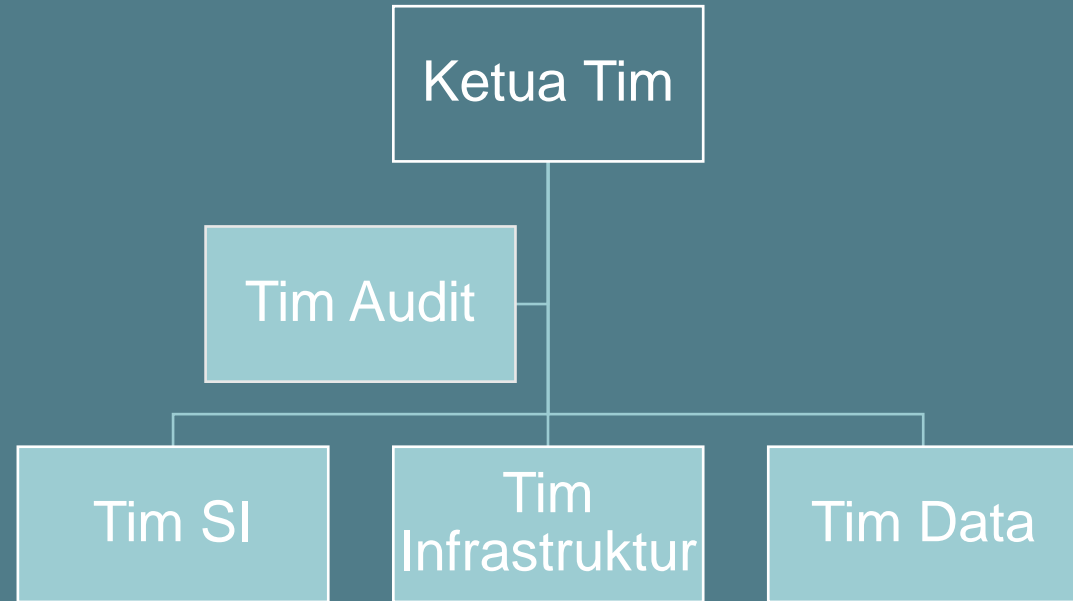 Ketua Tim
Tim Audit
Tim SI
Tim
Infrastruktur
Tim Data